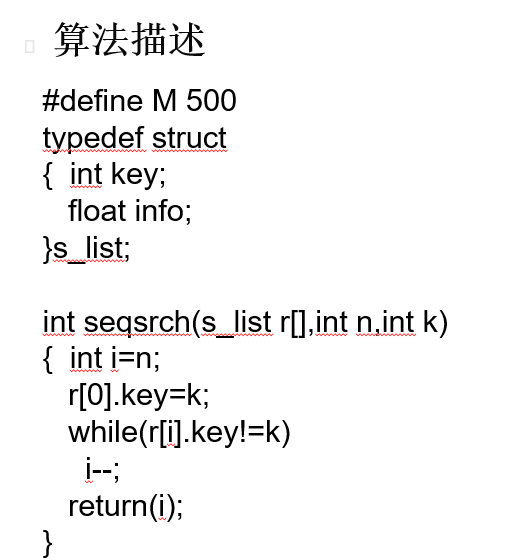 算法描述
#define M 500
typedef struct
{  int key;
   float info;
}s_list;

int seqsrch(s_list r[],int n,int k)
{  int i=n;
   r[0].key=k;
   while(r[i].key!=k)
     i--;
   return(i);
}